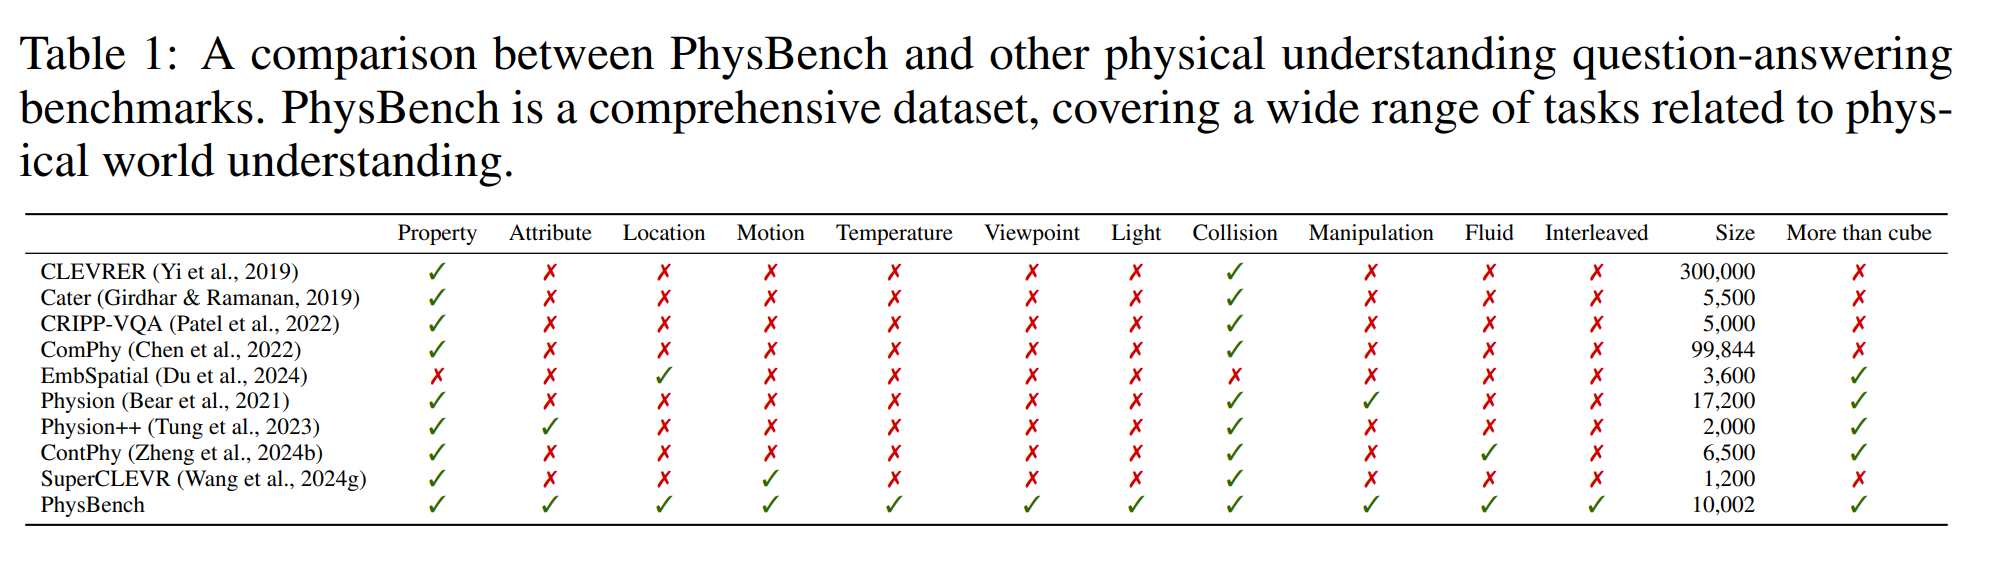 Table 1: A comparison between PhysBench and other physical understanding question-answering
benchmarks. PhysBench is a comprehensive dataset, covering a wide range of tasks related to phys-
ical world understanding.
Property Attribute Location Motion Temperature Viewpoint Light Collision Manipulation Fluid Interleaved Size More than cube
CLEVRER (Yi et al., 2019) ✓ ✗ ✗ ✗ ✗ ✗ ✗ ✓ ✗ ✗ ✗ 300,000 ✗
Cater (Girdhar & Ramanan, 2019) ✓ ✗ ✗ ✗ ✗ ✗ ✗ ✓ ✗ ✗ ✗ 5,500 ✗
CRIPP-VQA (Patel et al., 2022) ✓ ✗ ✗ ✗ ✗ ✗ ✗ ✓ ✗ ✗ ✗ 5,000 ✗
ComPhy (Chen et al., 2022) ✓ ✗ ✗ ✗ ✗ ✗ ✗ ✓ ✗ ✗ ✗ 99,844 ✗
EmbSpatial (Du et al., 2024) ✗ ✗ ✓ ✗ ✗ ✗ ✗ ✗ ✗ ✗ ✗ 3,600 ✓
Physion (Bear et al., 2021) ✓ ✗ ✗ ✗ ✗ ✗ ✗ ✓ ✓ ✗ ✗ 17,200 ✓
Physion++ (Tung et al., 2023) ✓ ✓ ✗ ✗ ✗ ✗ ✗ ✓ ✗ ✗ ✗ 2,000 ✓
ContPhy (Zheng et al., 2024b) ✓ ✗ ✗ ✗ ✗ ✗ ✗ ✓ ✗ ✓ ✗ 6,500 ✓
SuperCLEVR (Wang et al., 2024g) ✓ ✗ ✗ ✓ ✗ ✗ ✗ ✓ ✗ ✗ ✗ 1,200 ✗
PhysBench ✓ ✓ ✓ ✓ ✓ ✓ ✓ ✓ ✓ ✓ ✓ 10,002 ✓